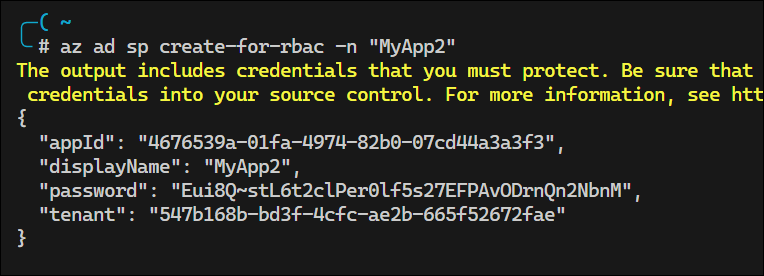 ( ~
# az ad sp create-for-rbac -n "MyApp2"
The output includes credentials that you must protect. Be sure that
credentials into your source control. For more information, see htt
{
"appId": "4676539a-01fa-4974-82b0-07cd44a3a3f3",
"displayName": "MyApp2",
"password": "Eui8Q~stL6t2clPer0lf5s27EFPAvODrnQn2NbnM",
"tenant": "547b168b-bd3f-4cfc-ae2b-665f52672fae"
}